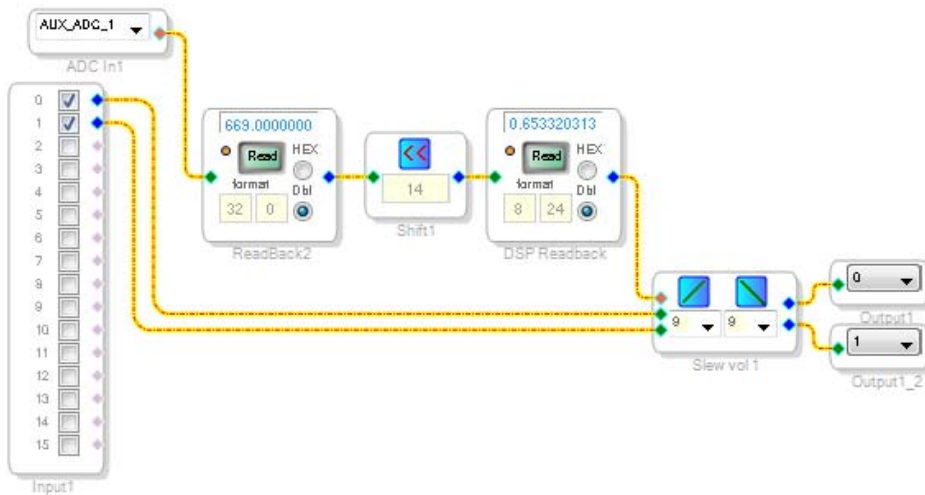 AUX_ADC_1
ADC In1
0
1
2
3
4
5
6
7
8
9
10
11
12
13
14
15
Input1
669.0000000
Read
HEX
format
Dbl
32 0
ReadBack2
<<
14
Shift1
0.653320313
Read
HEX
format
Dbl
8 24
DSP Readback
9 9
Slew vol 1
0
Output1
1
Output1_2